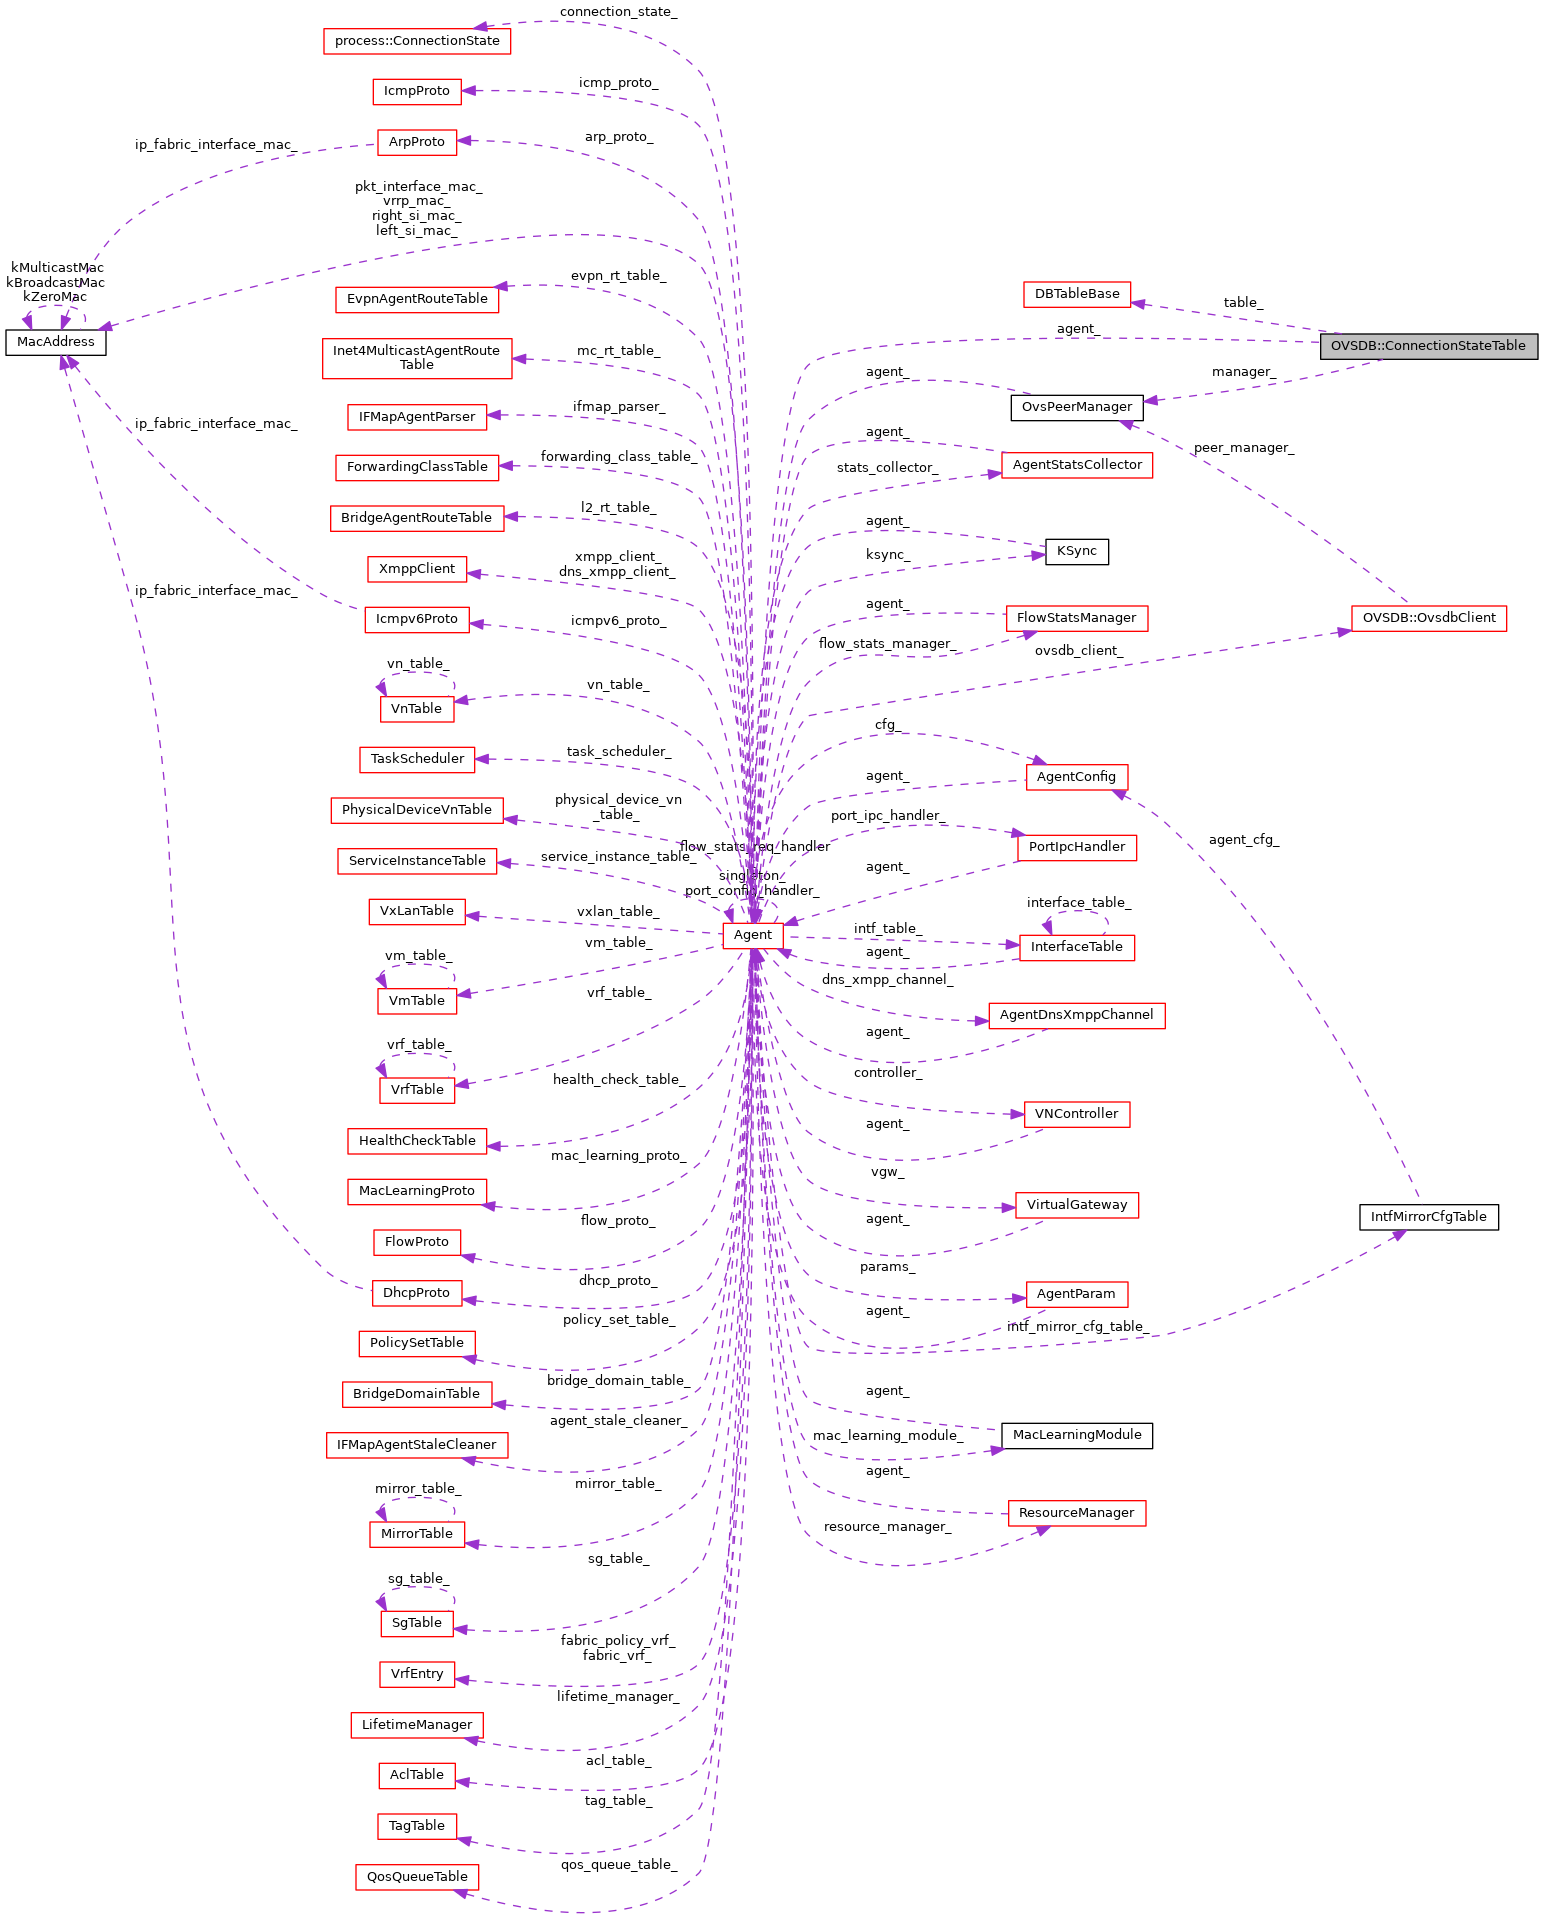 connection_state_
process::ConnectionState
icmp_proto_
IcmpProto
arp_proto_
ArpProto
ip_fabric_interface_mac_
pkt_interface_mac_
vrrp_mac_
right_si_mac_
left_si_mac_
kMulticastMac
kBroadcastMac
kZeroMac
MacAddress
evpn_rt_table_
EvpnAgentRouteTable
mc_rt_table_
Inet4MulticastAgentRoute
Table
ifmap_parser_
IFMapAgentParser
ip_fabric_interface_mac_
forwarding_class_table_
ForwardingClassTable
l2_rt_table_
BridgeAgentRouteTable
xmpp_client_
dns_xmpp_client_
XmppClient
ip_fabric_interface_mac_
icmpv6_proto_
Icmpv6Proto
vn_table_
vn_table_
VnTable
task_scheduler_
TaskScheduler
physical_device_vn
_table_
PhysicalDeviceVnTable
service_instance_table_
ServiceInstanceTable
vxlan_table_
VxLanTable
vm_table_
vm_table_
VmTable
vrf_table_
vrf_table_
VrfTable
health_check_table_
HealthCheckTable
mac_learning_proto_
MacLearningProto
flow_proto_
FlowProto
dhcp_proto_
DhcpProto
policy_set_table_
PolicySetTable
bridge_domain_table_
BridgeDomainTable
agent_stale_cleaner_
IFMapAgentStaleCleaner
mirror_table_
mirror_table_
MirrorTable
sg_table_
sg_table_
SgTable
fabric_policy_vrf_
fabric_vrf_
VrfEntry
lifetime_manager_
LifetimeManager
acl_table_
AclTable
tag_table_
TagTable
qos_queue_table_
QosQueueTable
flow_stats_req_handler
_
singleton_
port_config_handler_
Agent
DBTableBase
table_
OVSDB::ConnectionStateTable
agent_
manager_
agent_
OvsPeerManager
agent_
stats_collector_
AgentStatsCollector
peer_manager_
agent_
ksync_
KSync
agent_
flow_stats_manager_
FlowStatsManager
ovsdb_client_
OVSDB::OvsdbClient
cfg_
agent_
AgentConfig
port_ipc_handler_
agent_
PortIpcHandler
agent_cfg_
interface_table_
intf_table_
agent_
InterfaceTable
dns_xmpp_channel_
agent_
AgentDnsXmppChannel
controller_
agent_
VNController
vgw_
agent_
VirtualGateway
IntfMirrorCfgTable
params_
agent_
AgentParam
intf_mirror_cfg_table_
agent_
mac_learning_module_
MacLearningModule
agent_
resource_manager_
ResourceManager